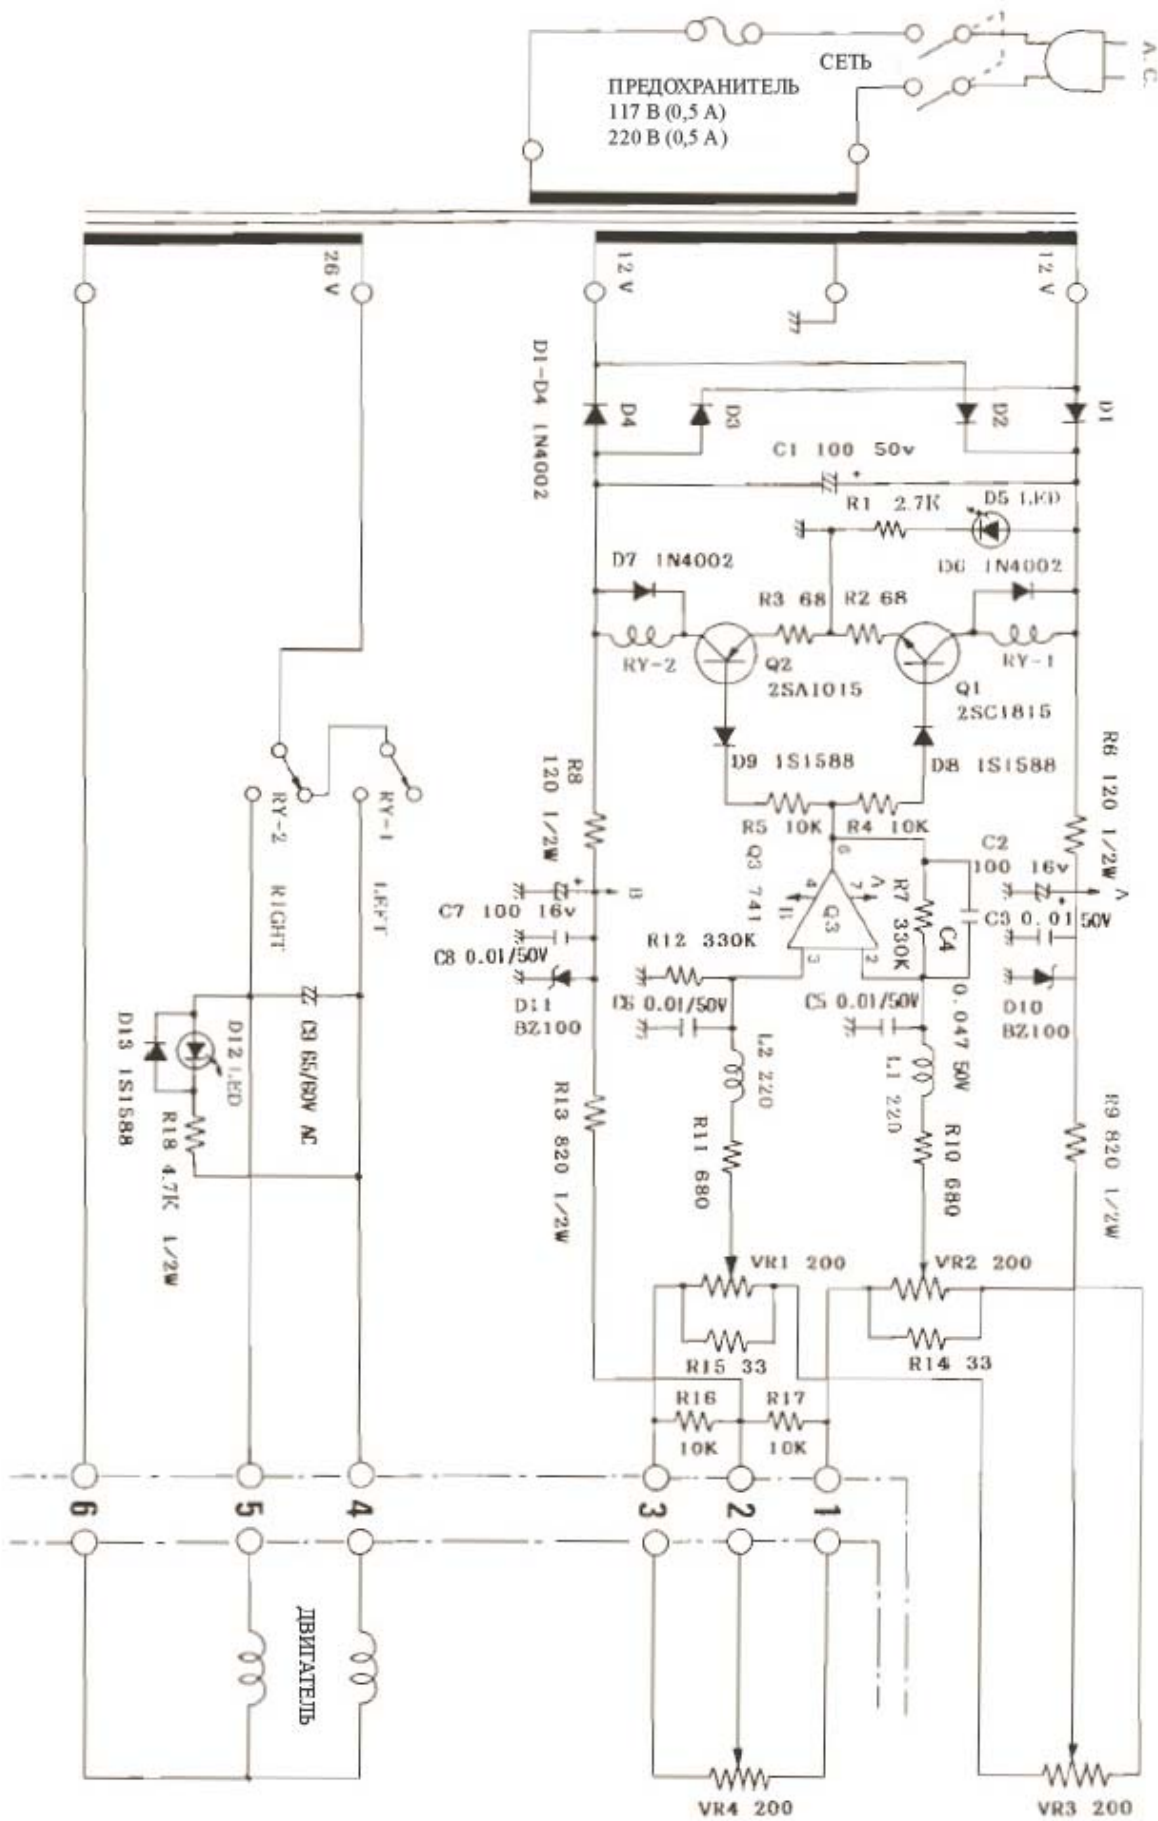 A. C.
СЕТЬ
ПРЕДОХРАНИТЕЛЬ
117 В (0,5 А)
220 В (0,5 А)
26 V
12 V
12 V
D1-D4 1N4002
D4
D3
D2
D1
C1 100 50v
+
R1 2.7K
D5 LED
D7 1N4002
D6 1N4002
R3 68
R2 68
RY-2
Q2
2SA1015
RY-1
Q1
2SC1815
D9 1S1588
D8 1S1588
R8
120 1/2W
R6 120 1/2W
R5 10K
R4 10K
Q3 741
6
4
7
B
A
Q3
3
2
R7 330K
C4
0.047 50V
C2
100 16v
+
A
C3 0.01 50V
D10
BZ100
+
B
C7 100 16v
C8 0.01/50V
D11
BZ100
R12 330K
C6 0.01/50V
C5 0.01/50V
RY-2 RIGHT
RY-1 LEFT
L2 220
L1 220
D13 1S1588
D12 LED
C9 65/60V AC
R18 4.7K 1/2W
R13 820 1/2W
R11 680
R10 680
R9 820 1/2W
VR1 200
VR2 200
R15 33
R14 33
R16
10K
R17
10K
6
5
4
3
2
1
ДВИГАТЕЛЬ
VR4 200
VR3 200